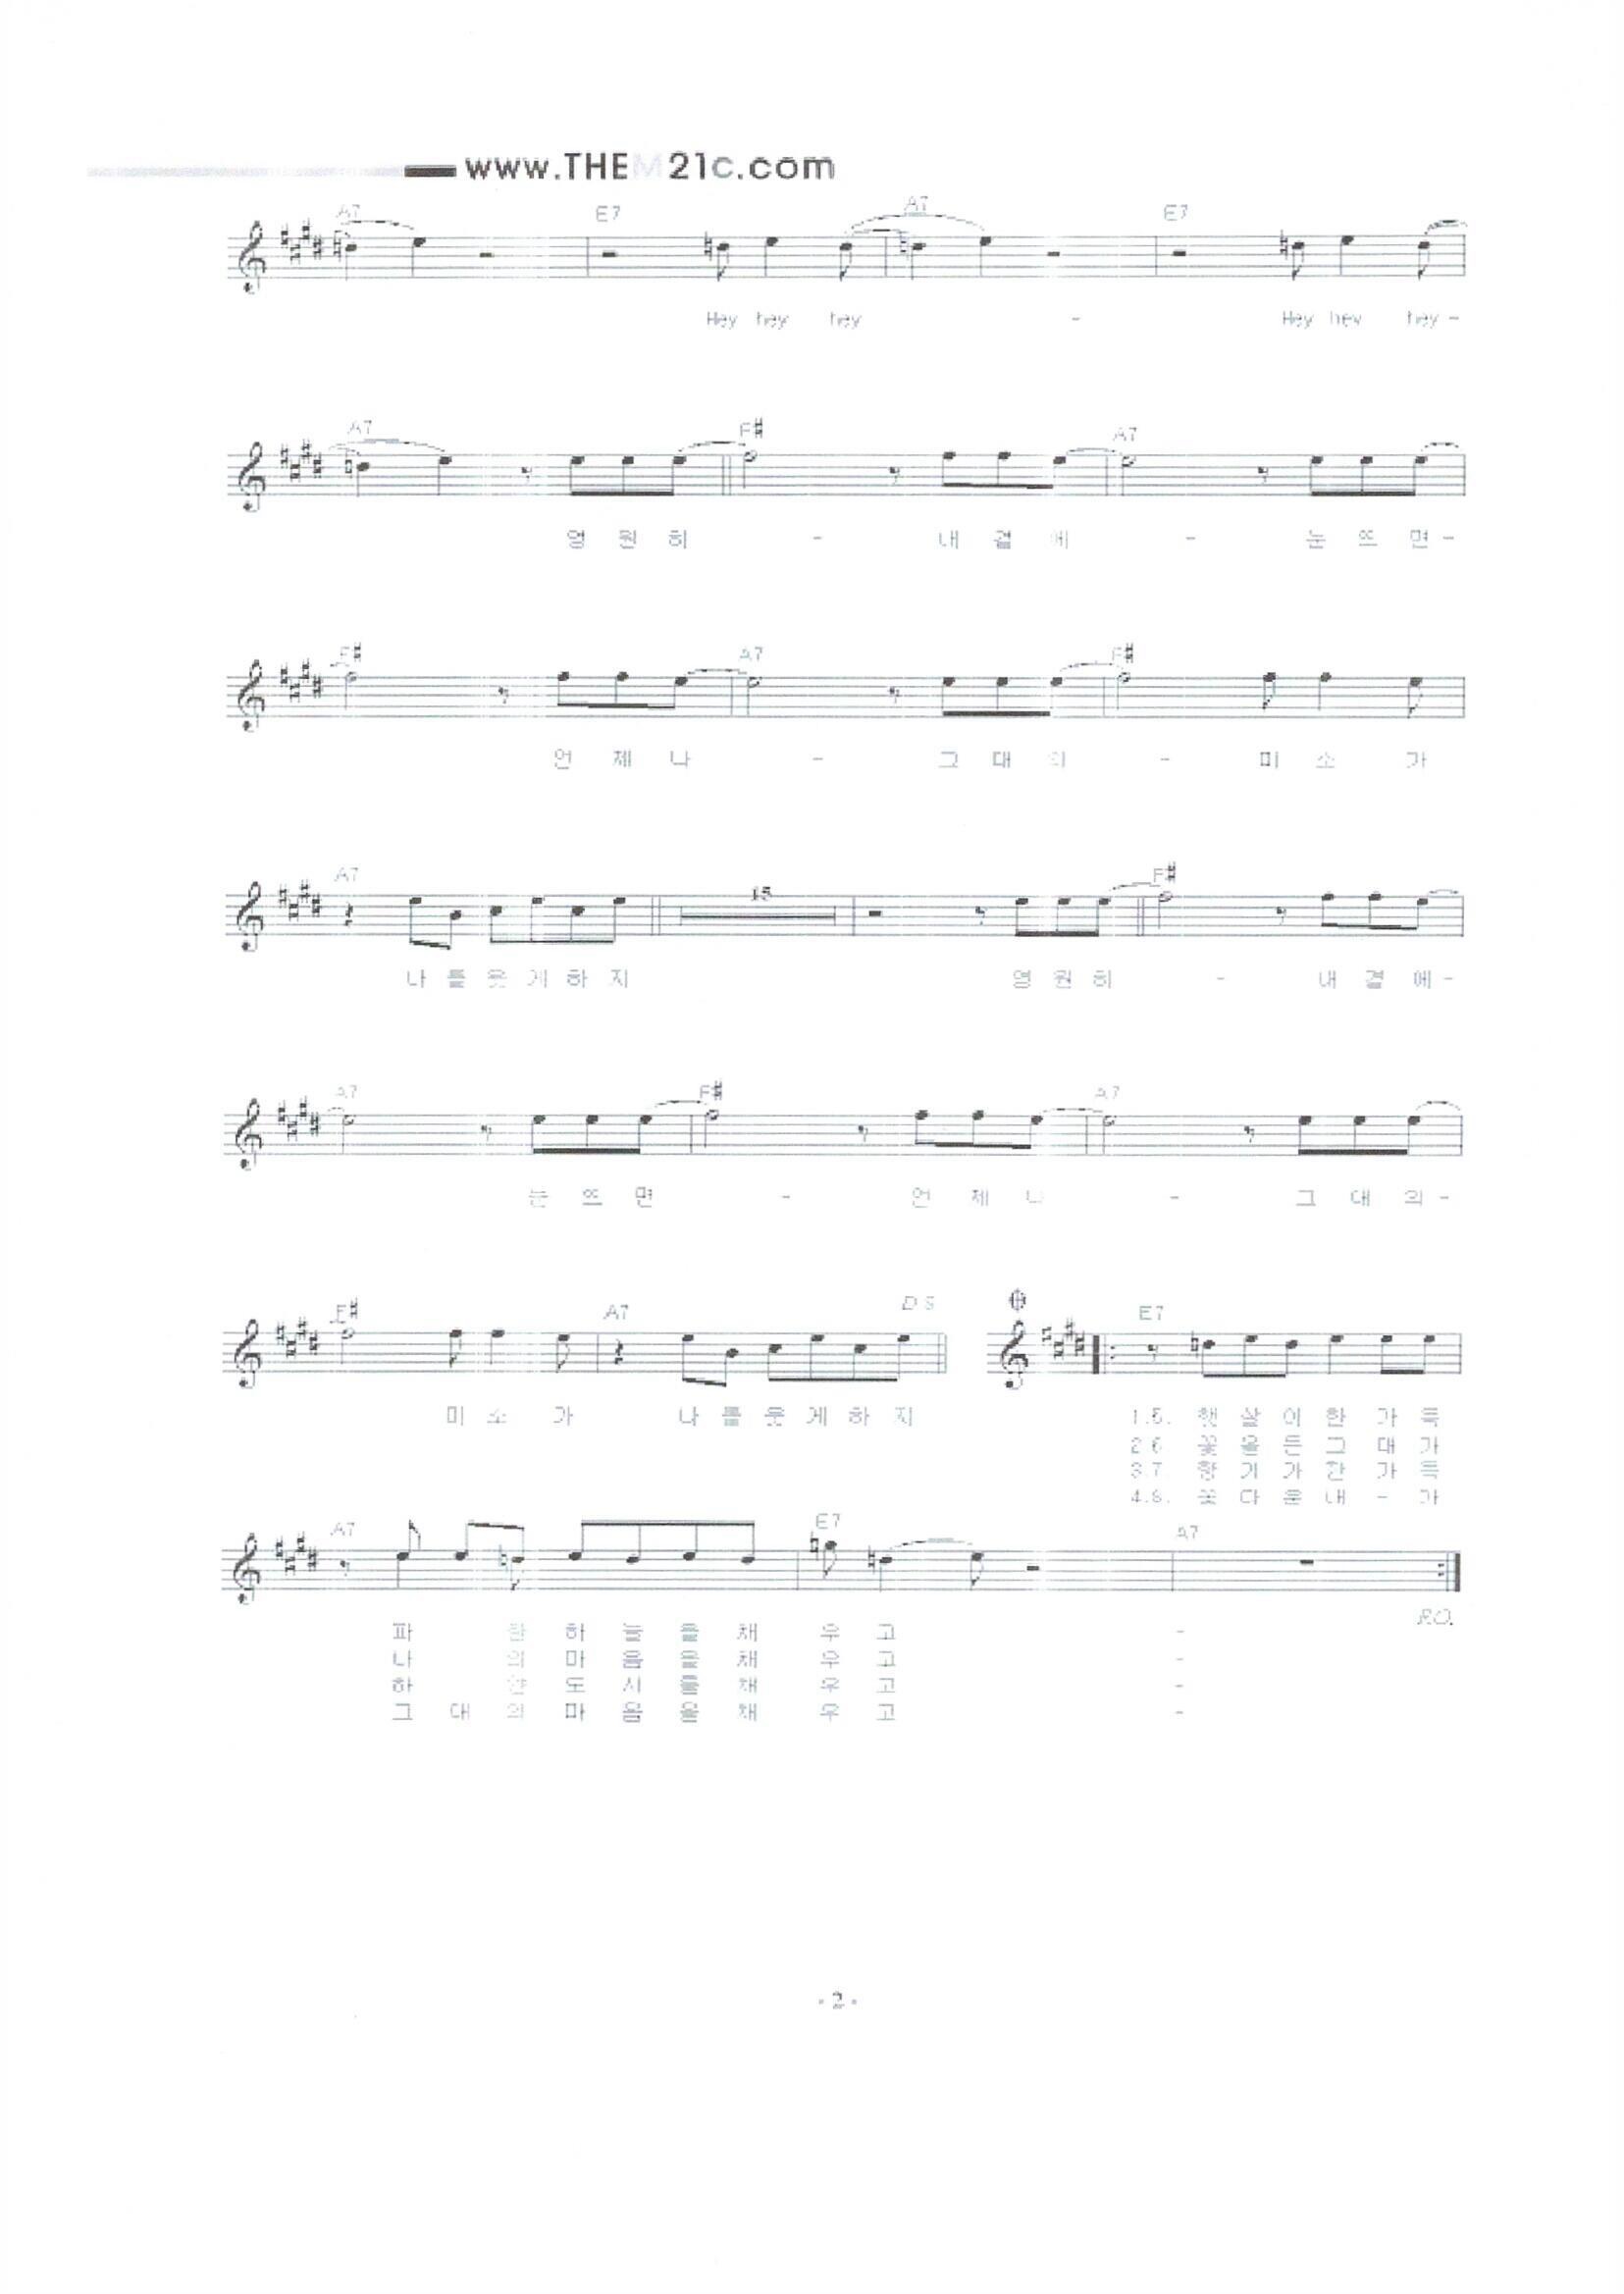 www.THEM21c.com
A7 E7 A7 E7
Hey hey hey - Hey hey hey -
A7 F# A7
영 원 히 - 내 곁 에 - 눈 뜨 면 -
F# A7 F#
언 제 나 - 그 대 의 - 미 소 가
A7 15 F#
나 를 웃 게 하 지 영 원 히 - 내 곁 에 -
A7 F# A7
눈 뜨 면 - 언 제 나 - 그 대 의 -
F# A7 D.S E7
미 소 가 나 를 웃 게 하 지 1.5. 햇 살 이 한 가 득
2.6. 꽃 을 든 그 대 가
3.7. 향 기 가 한 가 득
4.8. 꽃 다 운 내 - 가
A7 E7 A7
F.O.
파 란 하 늘 을 채 우 고 -
나 의 마 음 을 채 우 고 -
하 얀 도 시 를 채 우 고 -
그 대 의 마 음 을 채 우 고 -
- 2 -